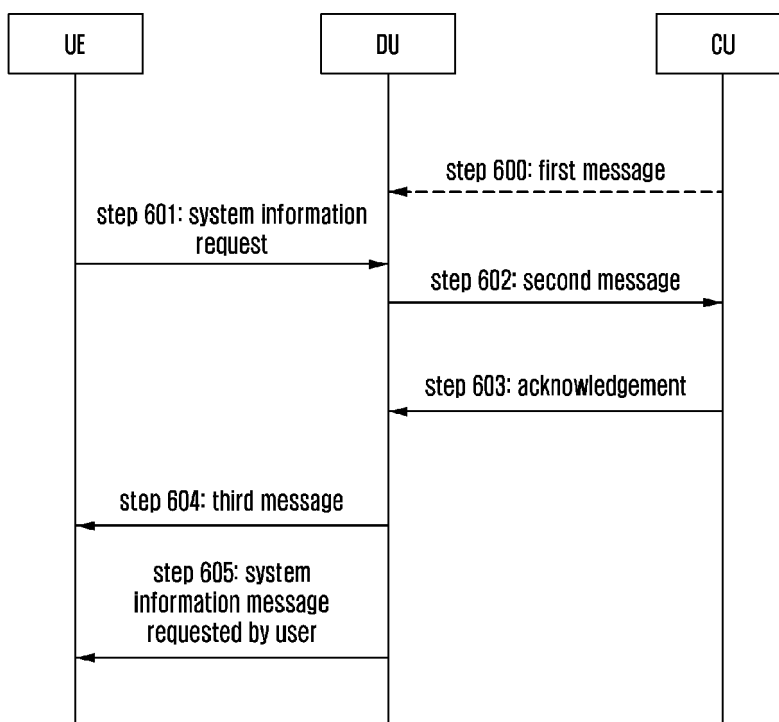 UE
DU
CU
step 600: first message
step 601: system information
request
step 602: second message
step 603: acknowledgement
step 604: third message
step 605: system
information message
requested by user